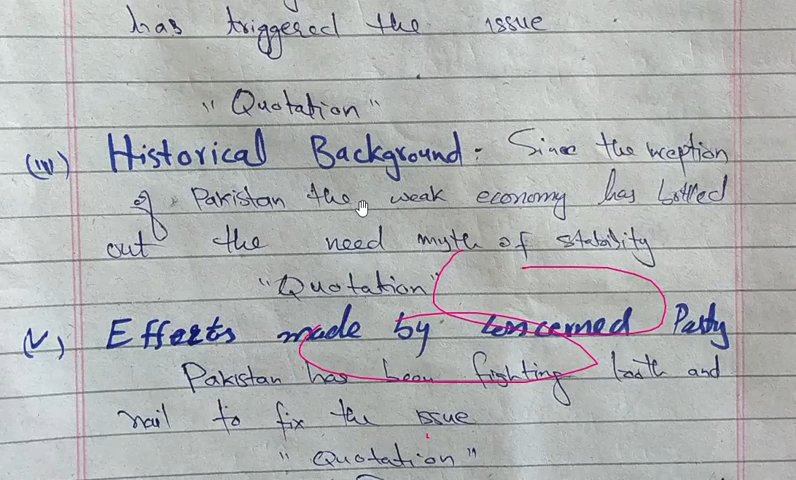 has triggered the issue
"Quotation"
(iv) Historical Background: Since the inception
of Pakistan the weak economy has bottled
out the need myth of stability
"Quotation"
(v) Efforts made by concerned Party
Pakistan has been fighting tooth and
nail to fix the issue
"Quotation"